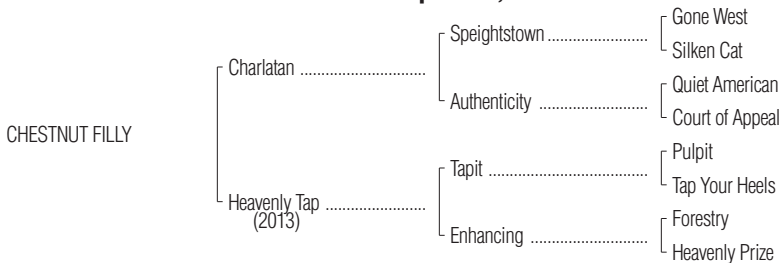 Gone West
Speightstown
Silken Cat
Charlatan
Quiet American
Authenticity
Court of Appeal
CHESTNUT FILLY
Pulpit
Tapit
Tap Your Heels
Heavenly Tap
(2013)
Forestry
Enhancing
Heavenly Prize